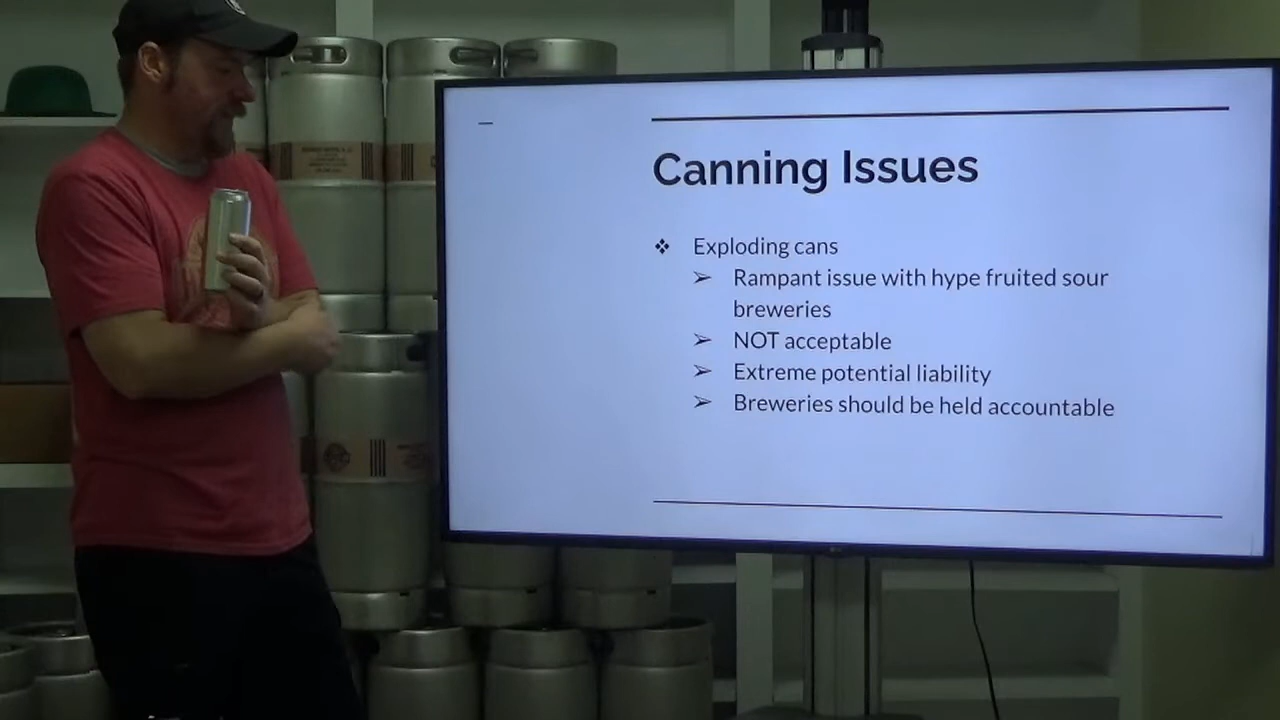 Canning Issues
❖ Exploding cans
➢ Rampant issue with hype fruited sour
breweries
➢ NOT acceptable
➢ Extreme potential liability
➢ Breweries should be held accountable